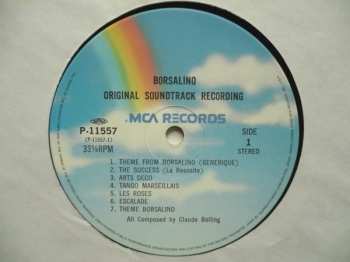 BORSALINO
ORIGINAL SOUNDTRACK RECORDING
MCA RECORDS
P-11557
(P-11557-1)
33⅓RPM
SIDE
1
STEREO
1. THEME FROM BORSALINO (GENERIQUE)
2. THE SUCCESS (La Reussite)
3. ARTS DECO
4. TANGO MARSEILLAIS
5. LES ROSES
6. ESCALADE
7. THEME BORSALINO
All Composed by Claude Bolling